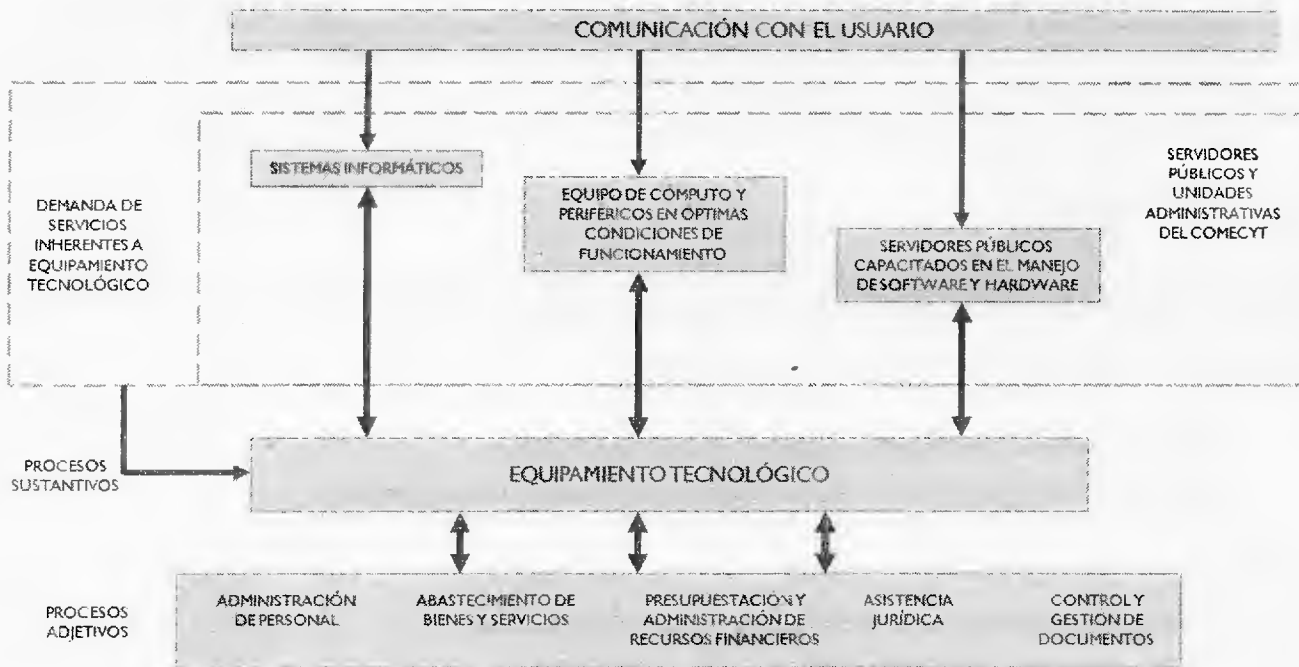 COMUNICACIÓN CON EL USUARIO
DEMANDA DE
SERVICIOS
INHERENTES A
EQUIPAMIENTO
TECNOLÓGICO
SISTEMAS INFORMÁTICOS
EQUIPO DE CÓMPUTO Y
PERIFÉRICOS EN OPTIMAS
CONDICIONES DE
FUNCIONAMIENTO
SERVIDORES PÚBLICOS
CAPACITADOS EN EL MANEJO
DE SOFTWARE Y HARDWARE
SERVIDORES
PÚBLICOS Y
UNIDADES
ADMINISTRATIVAS
DEL COMECYT
PROCESOS
SUSTANTIVOS
EQUIPAMIENTO TECNOLÓGICO
PROCESOS
ADJETIVOS
ADMINISTRACIÓN
DE PERSONAL
ABASTECIMIENTO DE
BIENES Y SERVICIOS
PRESUPUESTACIÓN Y
ADMINISTRACIÓN DE
RECURSOS FINANCIEROS
ASISTENCIA
JURÍDICA
CONTROL Y
GESTIÓN DE
DOCUMENTOS